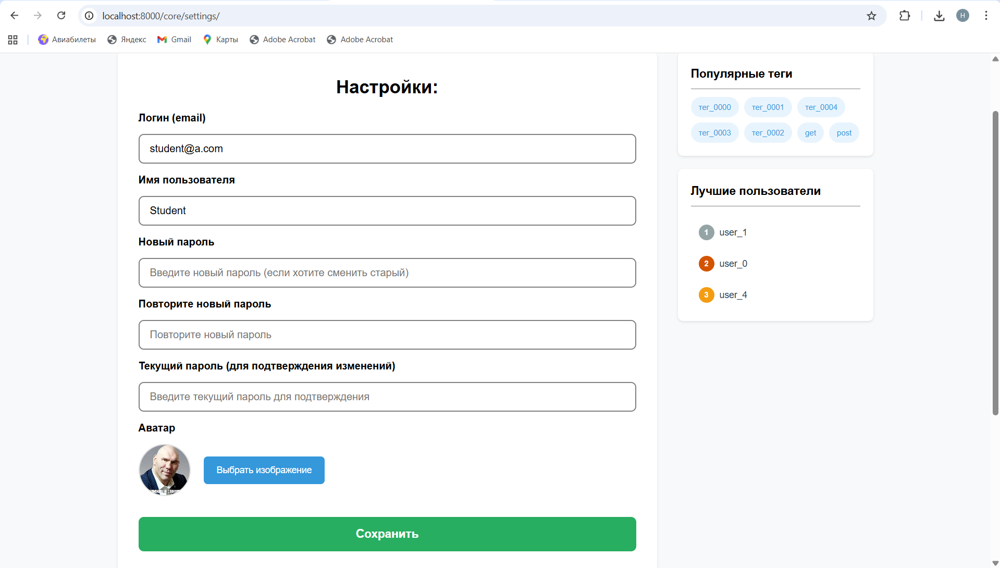 localhost:8000/core/settings/
H
Авиабилеты
Яндекс
Gmail
Карты
Adobe Acrobat
Adobe Acrobat
Настройки:
Логин (email)
student@a.com
Имя пользователя
Student
Новый пароль
Введите новый пароль (если хотите сменить старый)
Повторите новый пароль
Повторите новый пароль
Текущий пароль (для подтверждения изменений)
Введите текущий пароль для подтверждения
Аватар
Выбрать изображение
Сохранить
Популярные теги
тег_0000 тег_0001 тег_0004
тег_0003 тег_0002 get post
Лучшие пользователи
1 user_1
2 user_0
3 user_4